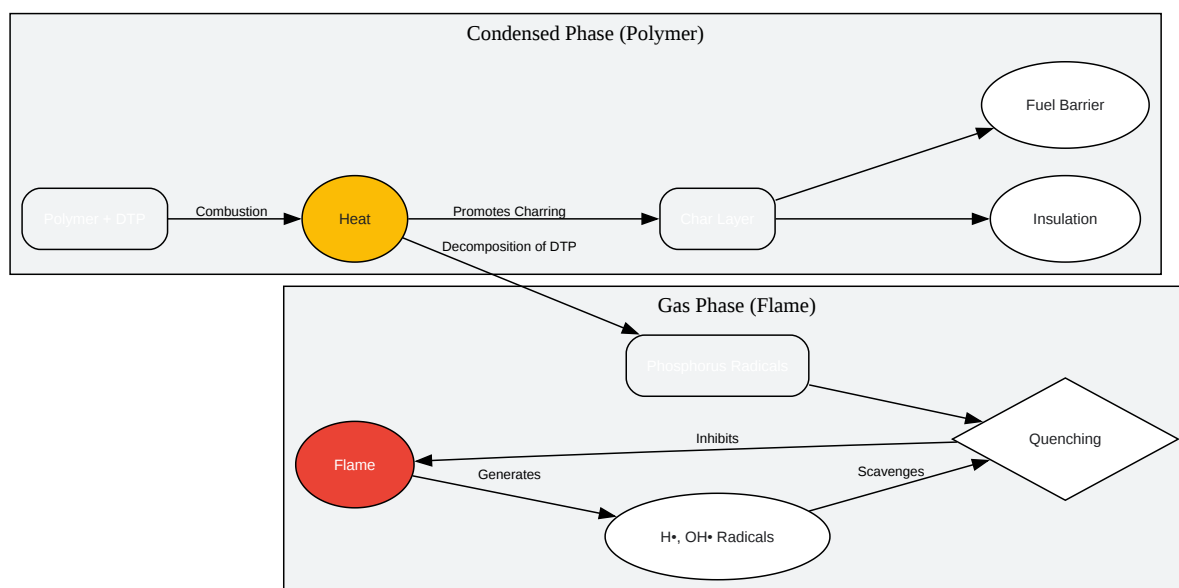 Condensed Phase (Polymer)
Fuel Barrier
Polymer + DTP
Combustion
Heat
Promotes Charring
Char Layer
Insulation
Decomposition of DTP
Gas Phase (Flame)
Phosphorus Radicals
Quenching
Inhibits
Flame
Generates
Scavenges
H•, OH• Radicals